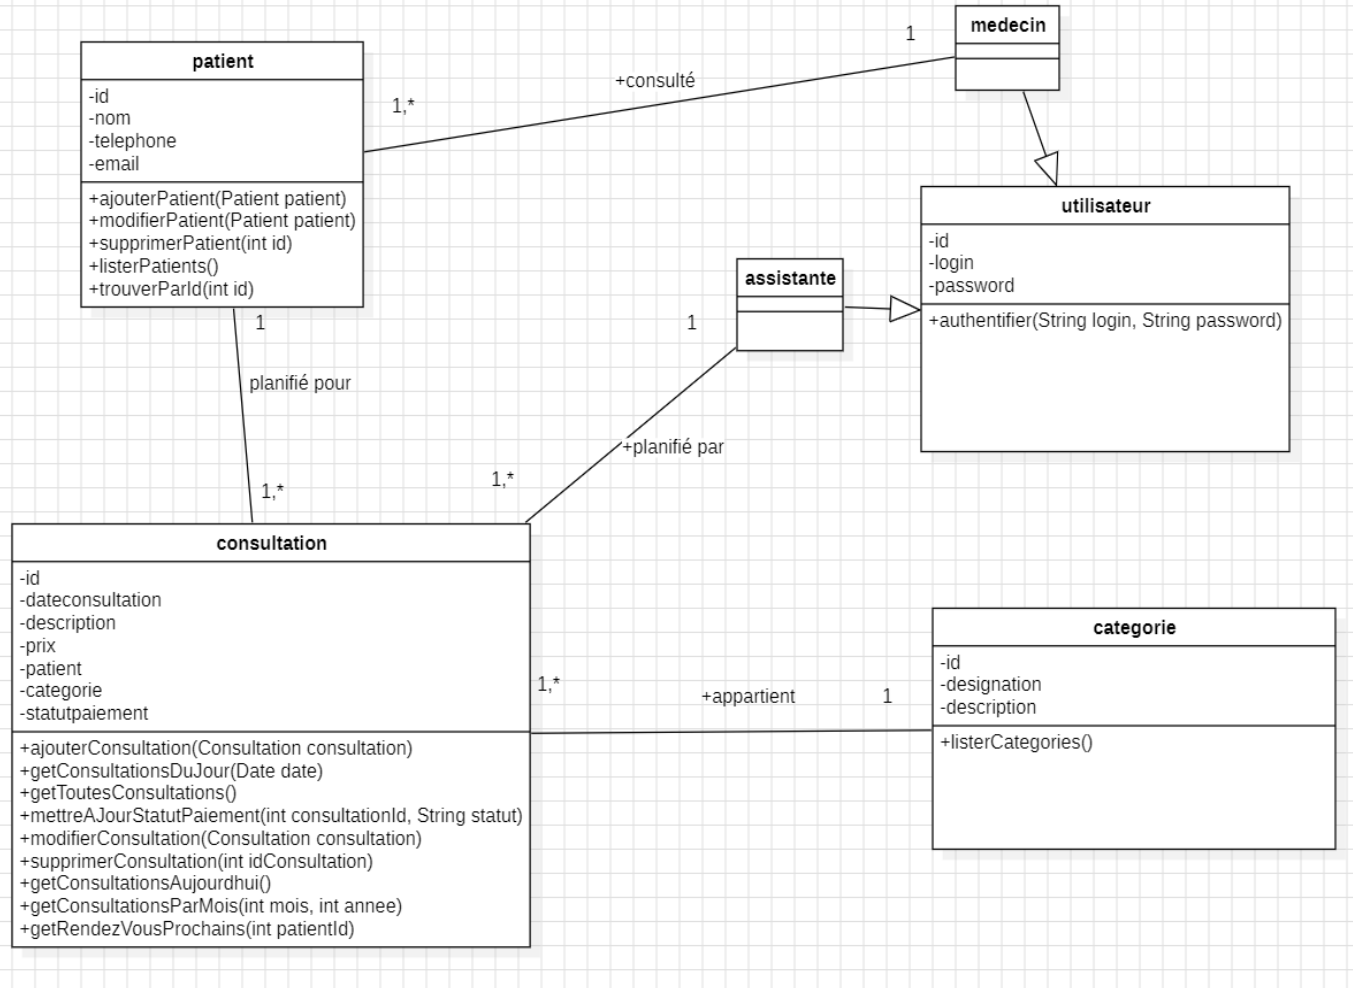 medecin
1
patient
+consulté
1,*
-id
-nom
-telephone
-email
+ajouterPatient(Patient patient)
+modifierPatient(Patient patient)
+supprimerPatient(int id)
+listerPatients()
+trouverParId(int id)
utilisateur
-id
-login
-password
+authentifier(String login, String password)
assistante
1
1
planifié pour
+planifié par
1,*
1,*
consultation
-id
-dateconsultation
-description
-prix
-patient
-categorie
-statutpaiement
+ajouterConsultation(Consultation consultation)
+getConsultationsDuJour(Date date)
+getToutesConsultations()
+mettreAJourStatutPaiement(int consultationId, String statut)
+modifierConsultation(Consultation consultation)
+supprimerConsultation(int idConsultation)
+getConsultationsAujourdhui()
+getConsultationsParMois(int mois, int annee)
+getRendezVousProchains(int patientId)
1,*
+appartient
1
categorie
-id
-designation
-description
+listerCategories()